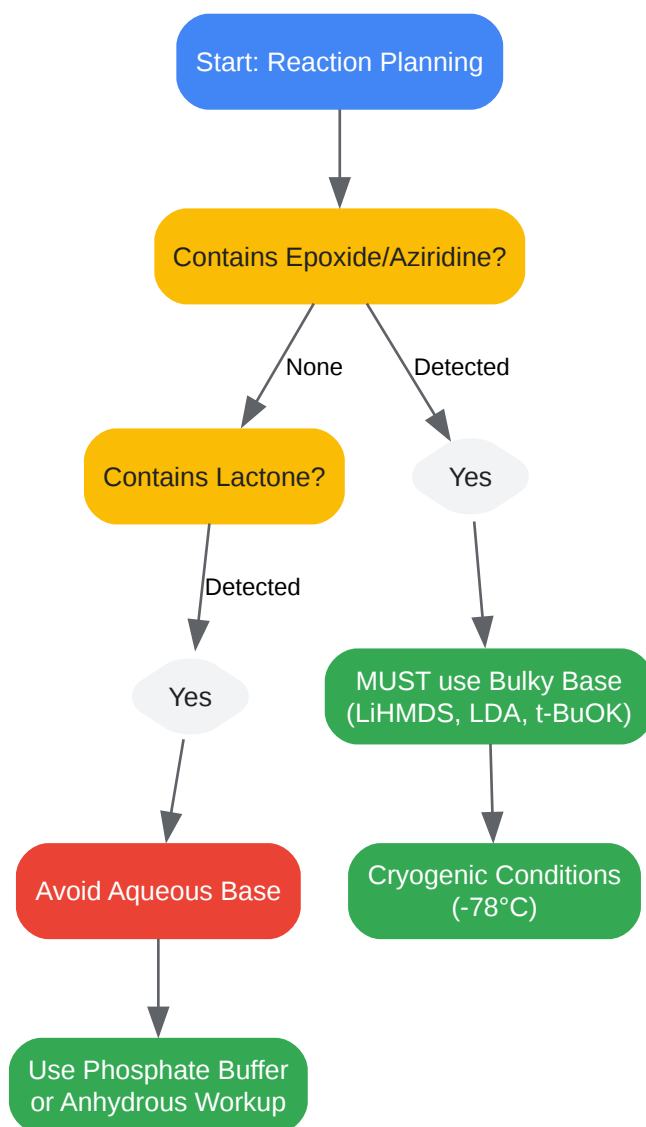 Start: Reaction Planning
Contains Epoxide/Aziridine?
None
Detected
Contains Lactone?
Yes
Detected
MUST use Bulky Base
(LiHMDS, LDA, t-BuOK)
Yes
Avoid Aqueous Base
Cryogenic Conditions
(-78°C)
Use Phosphate Buffer
or Anhydrous Workup